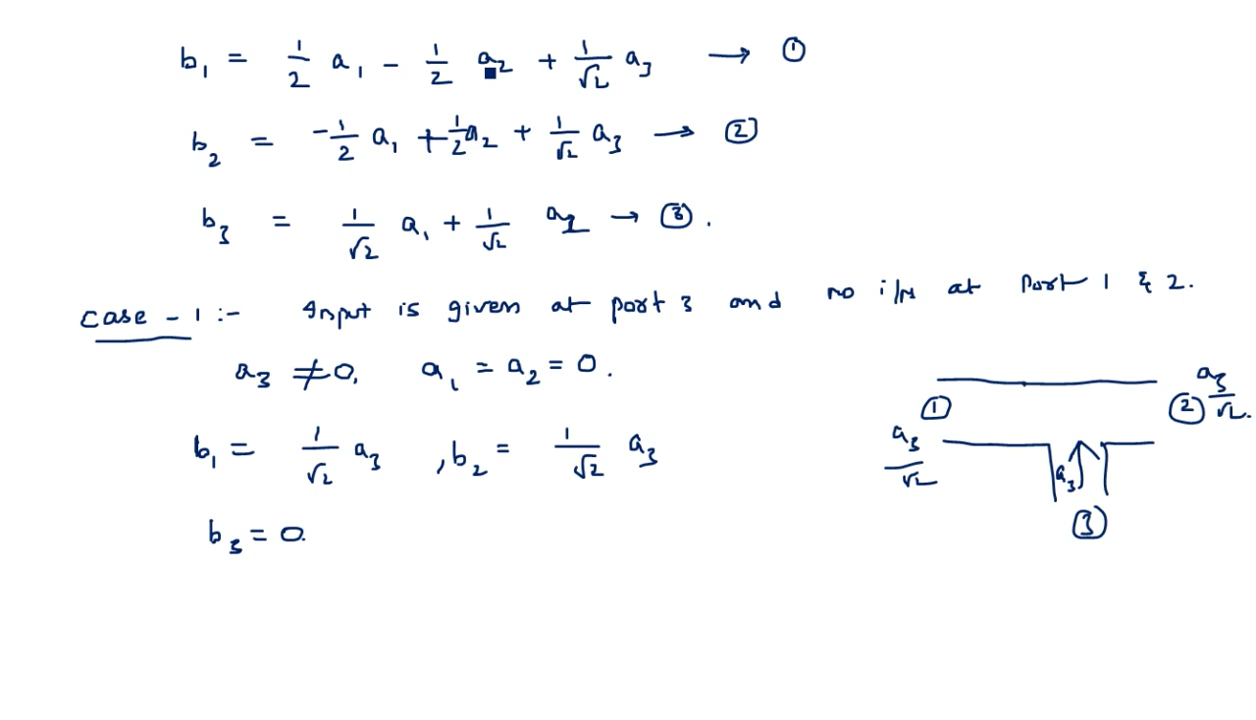 b₁ = 1/2 a₁ - 1/2 a₂ + 1/√2 a₃ → ①
b₂ = -1/2 a₁ + 1/2 a₂ + 1/√2 a₃ → ②
b₃ = 1/√2 a₁ + 1/√2 a₂ → ③.
Case - 1 :- Input is given at port 3 and no i/p at Port 1 & 2.
a₃ ≠ 0, a₁ = a₂ = 0.
b₁ = 1/√2 a₃ , b₂ = 1/√2 a₃
b₃ = 0.
① ② a₃/√2.
a₃/√2 a₃
③